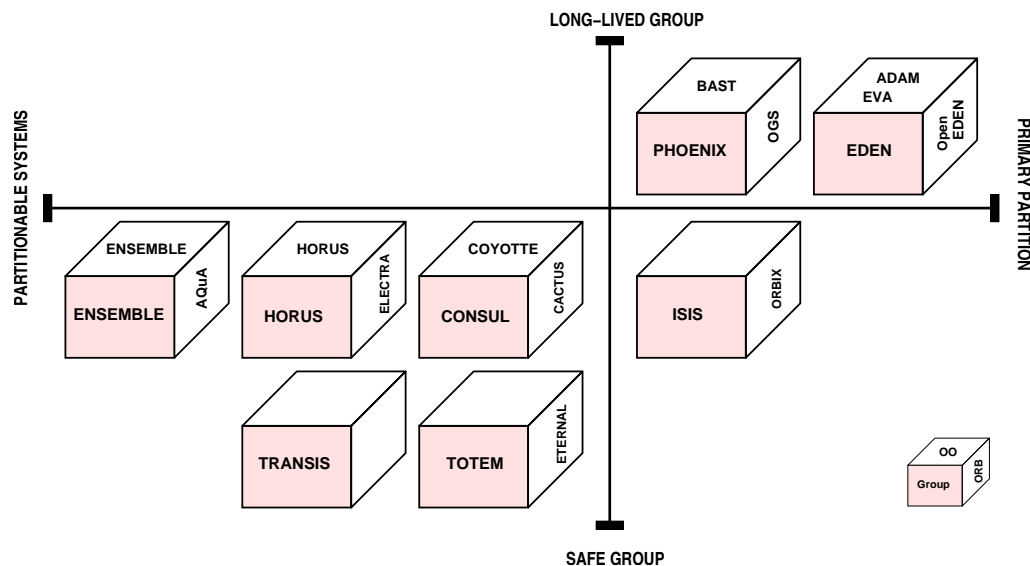 LONG–LIVED GROUP
PARTITIONABLE SYSTEMS
PRIMARY PARTITION
BAST
OGS
PHOENIX
ADAM
EVA
Open
EDEN
EDEN
ENSEMBLE
AQuA
ENSEMBLE
HORUS
ELECTRA
HORUS
COYOTTE
CACTUS
CONSUL
ORBIX
ISIS
TRANSIS
ETERNAL
TOTEM
OO
ORB
Group
SAFE GROUP